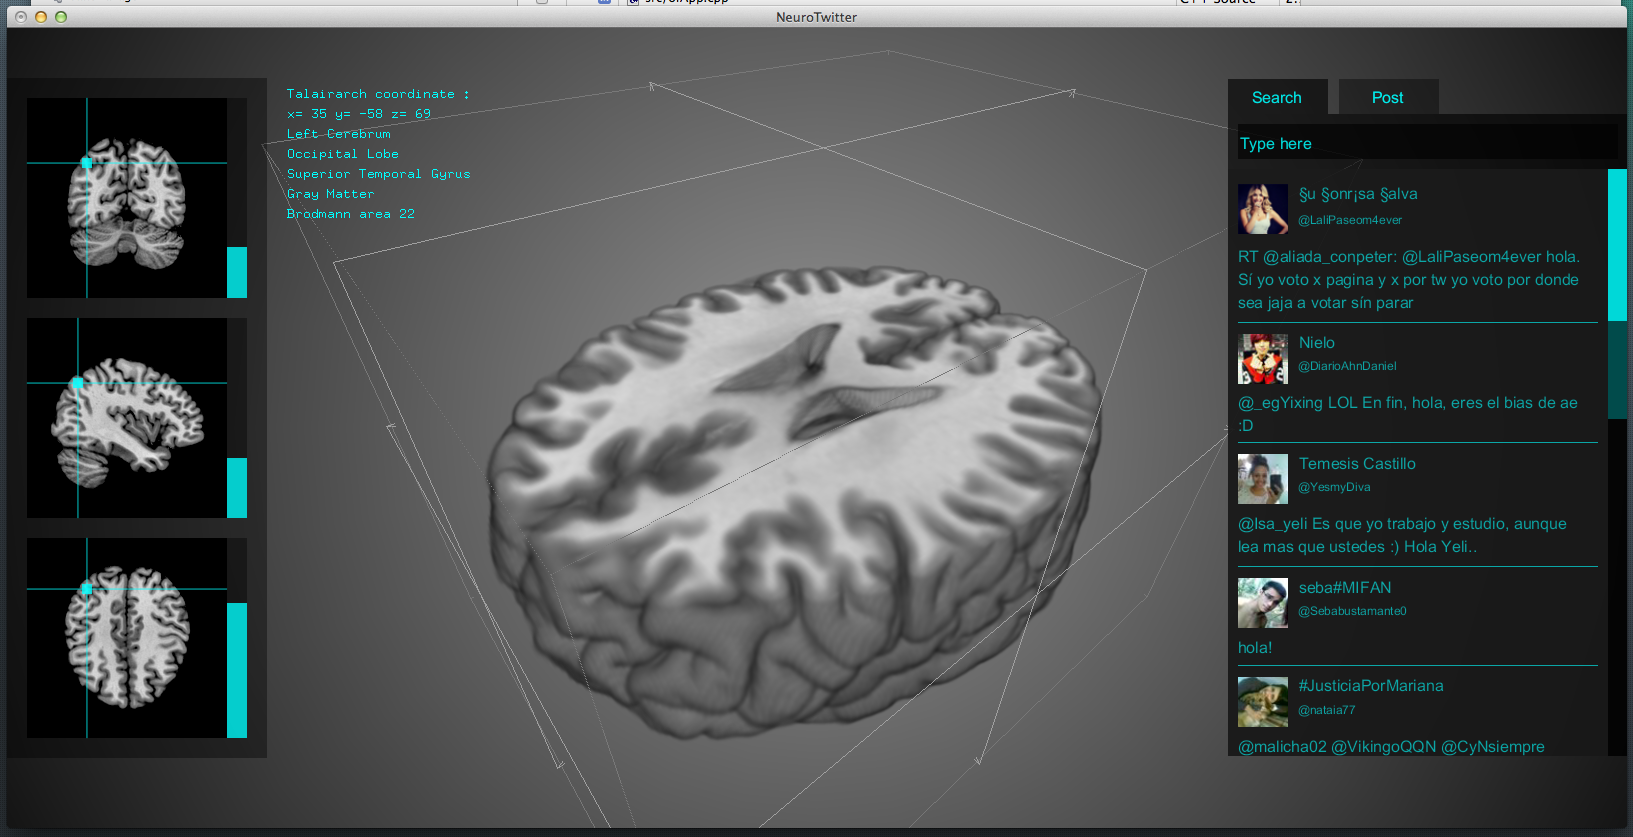 NeuroTwitter
Talairarch coordinate :
x= 35 y= -58 z= 69
Left Cerebrum
Occipital Lobe
Superior Temporal Gyrus
Gray Matter
Brodmann area 22
Search
Post
Type here
§u §onr¡sa §alva
@LaliPaseom4ever
RT @aliada_conpeter: @LaliPaseom4ever hola.
Sí yo voto x pagina y x por tw yo voto por donde
sea jaja a votar sín parar
Nielo
@DiarioAhnDaniel
@_egYixing LOL En fin, hola, eres el bias de ae
:D
Temesis Castillo
@YesmyDiva
@Isa_yeli Es que yo trabajo y estudio, aunque
lea mas que ustedes :) Hola Yeli..
seba#MIFAN
@Sebabustamante0
hola!
#JusticiaPorMariana
@nataia77
@malicha02 @VikingoQQN @CyNsiempre